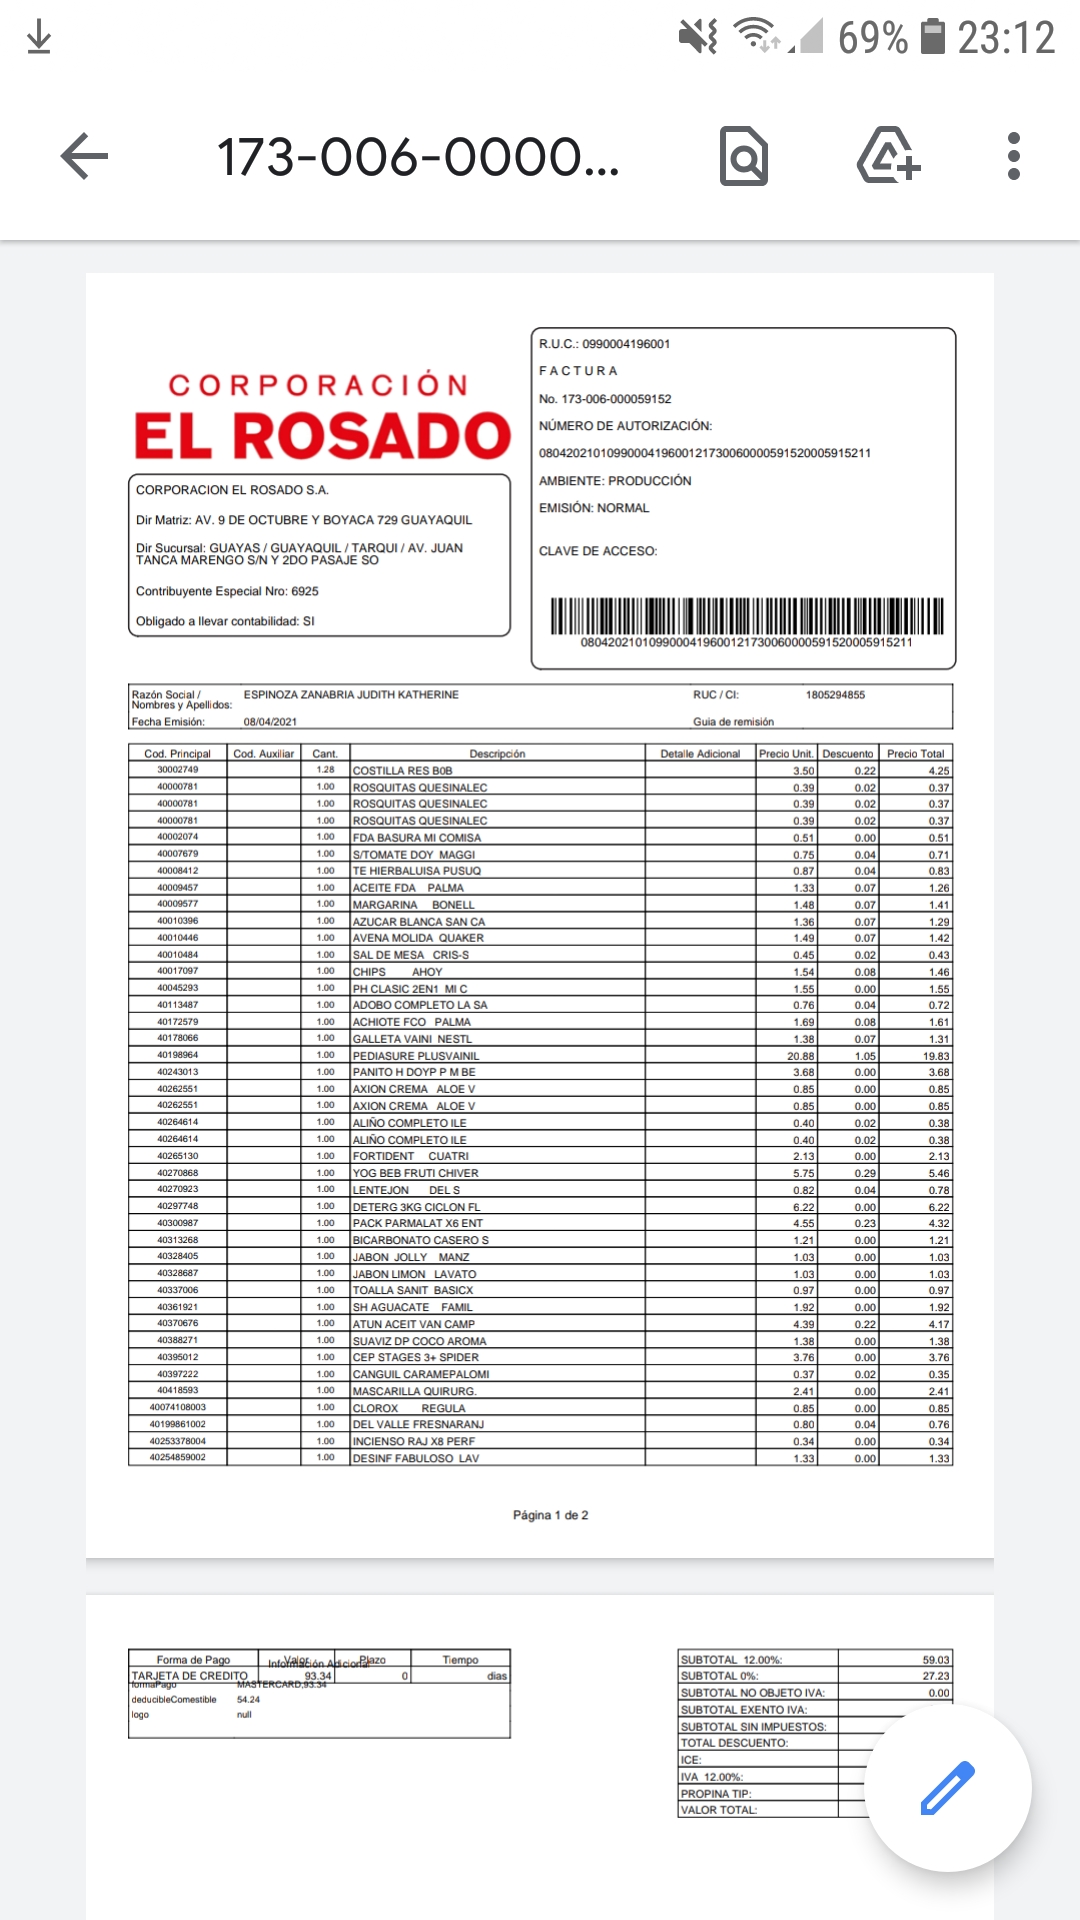 69% 23:12
173-006-0000...
CORPORACIÓN
EL ROSADO
CORPORACION EL ROSADO S.A.
Dir Matriz: AV. 9 DE OCTUBRE Y BOYACA 729 GUAYAQUIL
Dir Sucursal: GUAYAS / GUAYAQUIL / TARQUI / AV. JUAN
TANCA MARENGO S/N Y 2DO PASAJE SO
Contribuyente Especial Nro: 6925
Obligado a llevar contabilidad: SI
R.U.C.: 0990004196001
FACTURA
No. 173-006-000059152
NÚMERO DE AUTORIZACIÓN:
0804202101099000419600121730060000591520005915211
AMBIENTE: PRODUCCIÓN
EMISIÓN: NORMAL
CLAVE DE ACCESO:
0804202101099000419600121730060000591520005915211
Razón Social / Nombres y Apellidos: ESPINOZA ZANABRIA JUDITH KATHERINE RUC / CI: 1805294855
Fecha Emisión: 08/04/2021 Guia de remisión
Cod. Principal Cod. Auxiliar Cant. Descripción Detalle Adicional Precio Unit. Descuento Precio Total
30002749 1.28 COSTILLA RES B0B 3.50 0.22 4.25
40000781 1.00 ROSQUITAS QUESINALEC 0.39 0.02 0.37
40000781 1.00 ROSQUITAS QUESINALEC 0.39 0.02 0.37
40000781 1.00 ROSQUITAS QUESINALEC 0.39 0.02 0.37
40002074 1.00 FDA BASURA MI COMISA 0.51 0.00 0.51
40007679 1.00 S/TOMATE DOY MAGGI 0.75 0.04 0.71
40008412 1.00 TE HIERBALUISA PUSUQ 0.87 0.04 0.83
40009457 1.00 ACEITE FDA PALMA 1.33 0.07 1.26
40009577 1.00 MARGARINA BONELL 1.48 0.07 1.41
40010396 1.00 AZUCAR BLANCA SAN CA 1.36 0.07 1.29
40010446 1.00 AVENA MOLIDA QUAKER 1.49 0.07 1.42
40010484 1.00 SAL DE MESA CRIS-S 0.45 0.02 0.43
40017097 1.00 CHIPS AHOY 1.54 0.08 1.46
40045293 1.00 PH CLASIC 2EN1 MI C 1.55 0.00 1.55
40113487 1.00 ADOBO COMPLETO LA SA 0.76 0.04 0.72
40172579 1.00 ACHIOTE FCO PALMA 1.69 0.08 1.61
40178066 1.00 GALLETA VAINI NESTL 1.38 0.07 1.31
40198964 1.00 PEDIASURE PLUSVAINIL 20.88 1.05 19.83
40243013 1.00 PANITO H DOYP P M BE 3.68 0.00 3.68
40262551 1.00 AXION CREMA ALOE V 0.85 0.00 0.85
40262551 1.00 AXION CREMA ALOE V 0.85 0.00 0.85
40264614 1.00 ALIÑO COMPLETO ILE 0.40 0.02 0.38
40264614 1.00 ALIÑO COMPLETO ILE 0.40 0.02 0.38
40265130 1.00 FORTIDENT CUATRI 2.13 0.00 2.13
40270868 1.00 YOG BEB FRUTI CHIVER 5.75 0.29 5.46
40270923 1.00 LENTEJON DEL S 0.82 0.04 0.78
40297748 1.00 DETERG 3KG CICLON FL 6.22 0.00 6.22
40300987 1.00 PACK PARMALAT X6 ENT 4.55 0.23 4.32
40313268 1.00 BICARBONATO CASERO S 1.21 0.00 1.21
40328405 1.00 JABON JOLLY MANZ 1.03 0.00 1.03
40328687 1.00 JABON LIMON LAVATO 1.03 0.00 1.03
40337006 1.00 TOALLA SANIT BASICX 0.97 0.00 0.97
40361921 1.00 SH AGUACATE FAMIL 1.92 0.00 1.92
40370676 1.00 ATUN ACEIT VAN CAMP 4.39 0.22 4.17
40388271 1.00 SUAVIZ DP COCO AROMA 1.38 0.00 1.38
40395012 1.00 CEP STAGES 3+ SPIDER 3.76 0.00 3.76
40397222 1.00 CANGUIL CARAMEPALOMI 0.37 0.02 0.35
40418593 1.00 MASCARILLA QUIRURG. 2.41 0.00 2.41
40074108003 1.00 CLOROX REGULA 0.85 0.00 0.85
40199861002 1.00 DEL VALLE FRESNARANJ 0.80 0.04 0.76
40253378004 1.00 INCIENSO RAJ X8 PERF 0.34 0.00 0.34
40254859002 1.00 DESINF FABULOSO LAV 1.33 0.00 1.33
Página 1 de 2
Forma de Pago Valor Plazo Tiempo
Información Adicional
TARJETA DE CREDITO 93.34 0 dias
formaPago MASTERCARD,93.34
deducibleComestible 54.24
logo null
SUBTOTAL 12.00%: 59.03
SUBTOTAL 0%: 27.23
SUBTOTAL NO OBJETO IVA: 0.00
SUBTOTAL EXENTO IVA:
SUBTOTAL SIN IMPUESTOS:
TOTAL DESCUENTO:
ICE:
IVA 12.00%:
PROPINA TIP:
VALOR TOTAL: